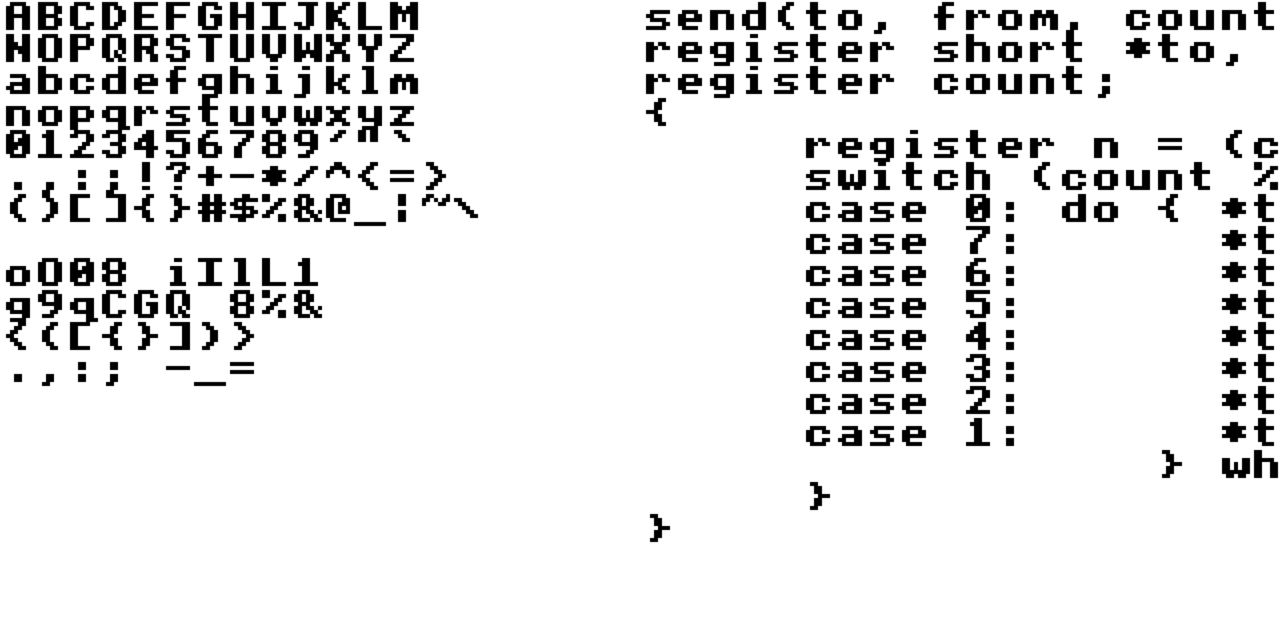 ABCDEFGHIJKLM
NOPQRSTUVWXYZ
abcdefghijklm
nopqrstuvwxyz
0123456789´"`
.,:;!?+-*/^(=)
()[]{}#$%&@_¦~\
oO08 iIlL1
g9qCGQ 8%&
<([{}])>
.,:; -_=
send(to, from, count
register short *to,
register count;
{
register n = (c
switch (count %
case 0: do { *t
case 7: *t
case 6: *t
case 5: *t
case 4: *t
case 3: *t
case 2: *t
case 1: *t
} wh
}
}